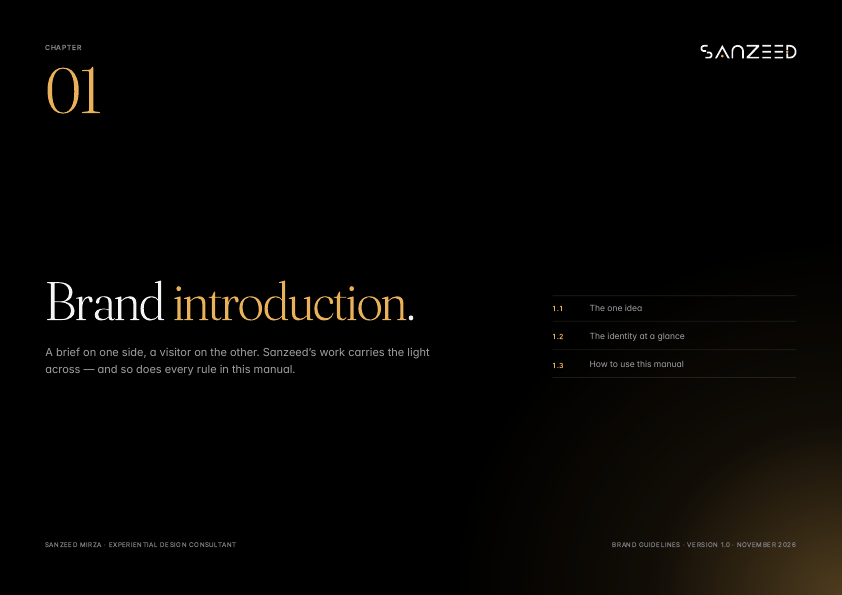 CHAPTER
SANZEED
01
Brand introduction.
A brief on one side, a visitor on the other. Sanzeed’s work carries the light
across — and so does every rule in this manual.
1.1 The one idea
1.2 The identity at a glance
1.3 How to use this manual
SANZEED MIRZA · EXPERIENTIAL DESIGN CONSULTANT
BRAND GUIDELINES · VERSION 1.0 · NOVEMBER 2026